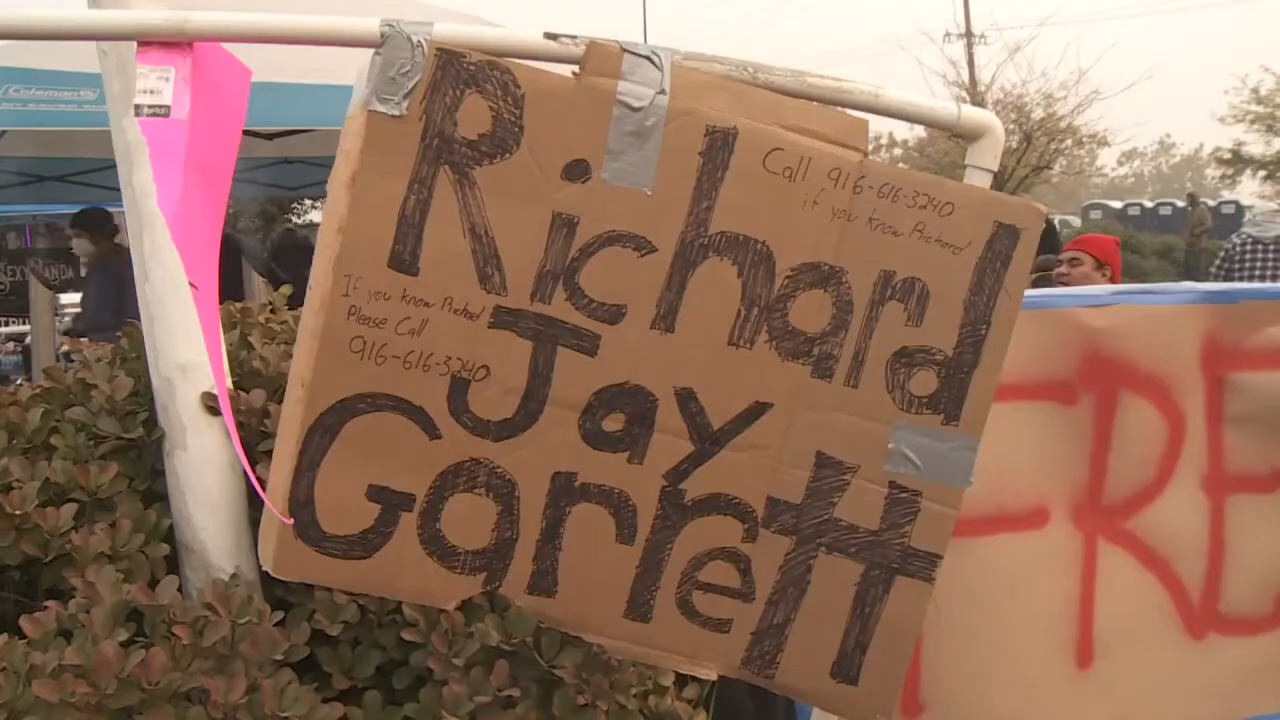 Coleman
Richard
Call 916-616-3240
if you know Richard
If you know Richard
Please Call
916-616-3240
Jay
Garrett
FRE